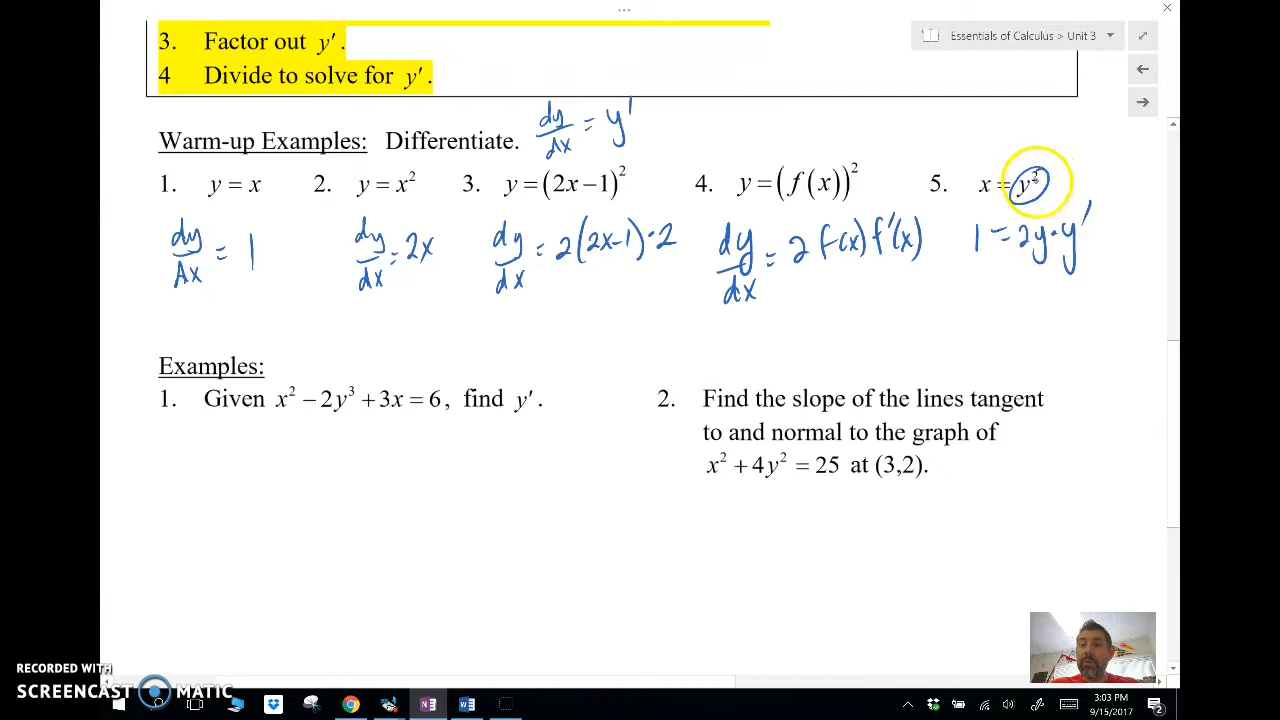 3. Factor out y′.
4 Divide to solve for y′.
Essentials of Calculus > Unit 3
Warm-up Examples: Differentiate. dy/dx = y′
1. y = x 2. y = x² 3. y = (2x − 1)² 4. y = (f(x))² 5. x = y²
dy/dx = 1 dy/dx = 2x dy/dx = 2(2x−1)·2 dy/dx = 2 f(x) f′(x) 1 = 2y·y′
Examples:
1. Given x² − 2y³ + 3x = 6, find y′.
2. Find the slope of the lines tangent
to and normal to the graph of
x² + 4y² = 25 at (3,2).
RECORDED WITH
SCREENCAST MATIC
3:03 PM
9/15/2017
2